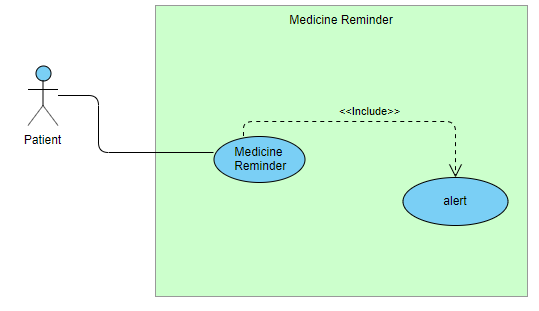 Medicine Reminder
<<Include>>
Patient
Medicine
Reminder
alert